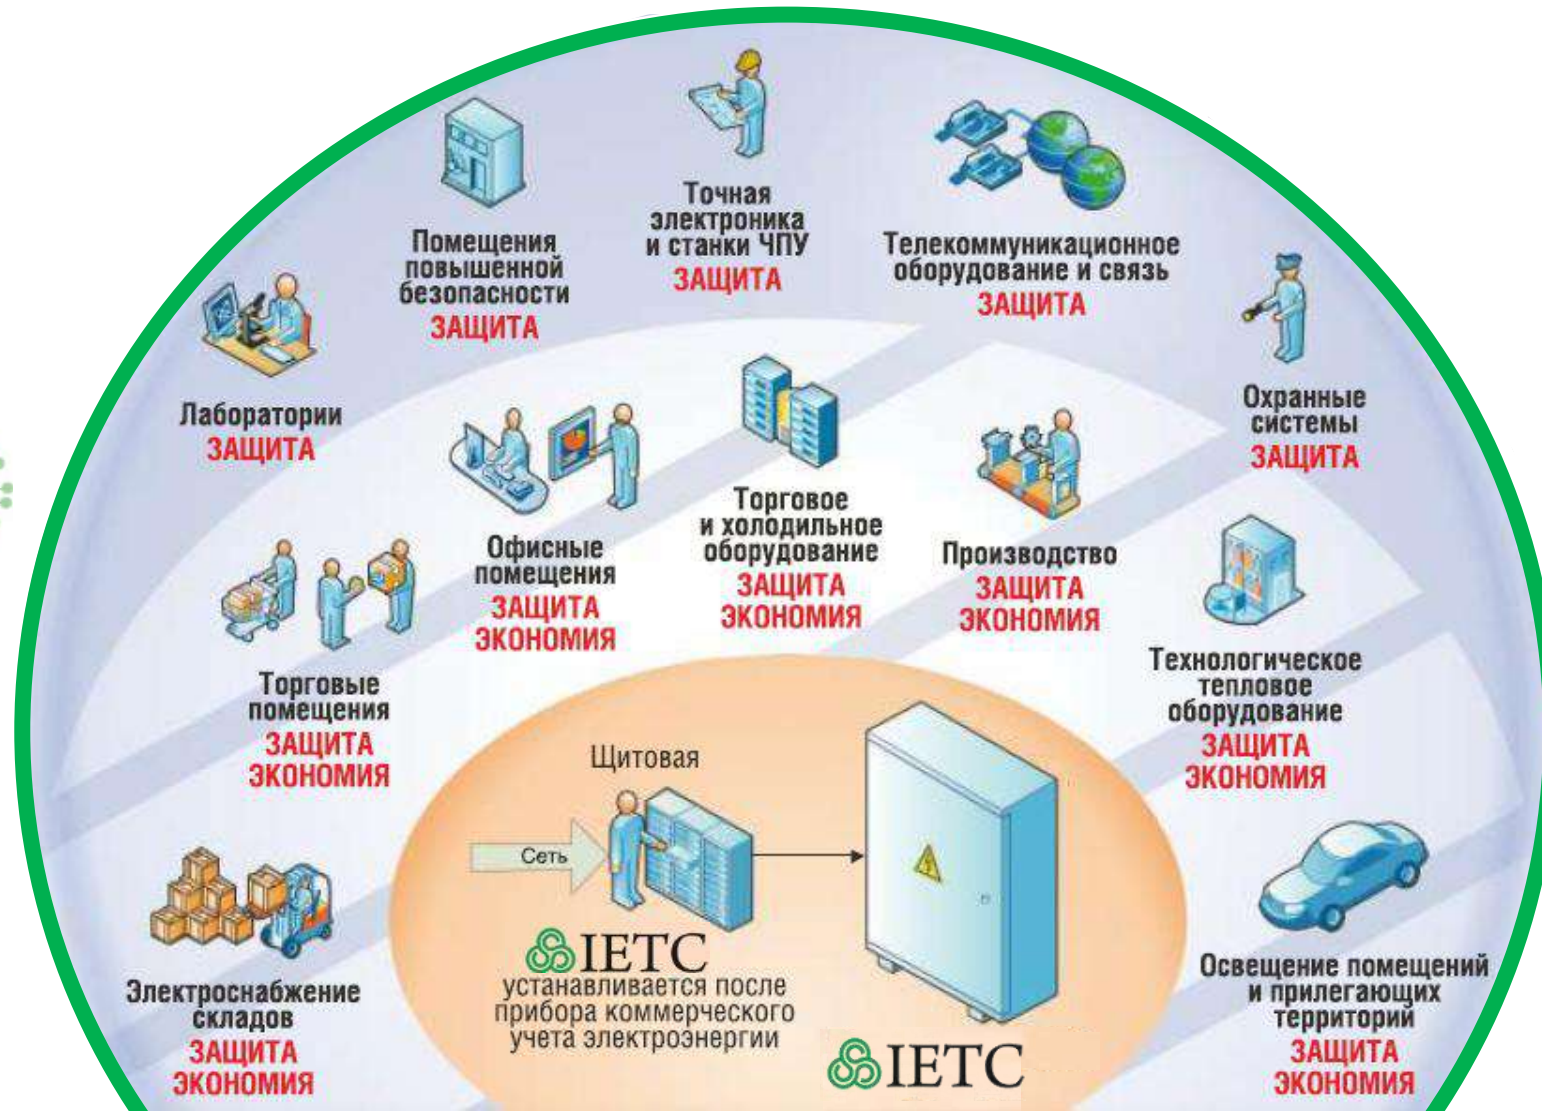 Точная
электроника
и станки ЧПУ
ЗАЩИТА
Помещения
повышенной
безопасности
ЗАЩИТА
Телекоммуникационное
оборудование и связь
ЗАЩИТА
Лаборатории
ЗАЩИТА
Охранные
системы
ЗАЩИТА
Офисные
помещения
ЗАЩИТА
ЭКОНОМИЯ
Торговое
и холодильное
оборудование
ЗАЩИТА
ЭКОНОМИЯ
Производство
ЗАЩИТА
ЭКОНОМИЯ
Торговые
помещения
ЗАЩИТА
ЭКОНОМИЯ
Технологическое
тепловое
оборудование
ЗАЩИТА
ЭКОНОМИЯ
Щитовая
Сеть
IETC
устанавливается после
прибора коммерческого
учета электроэнергии
IETC
Электроснабжение
складов
ЗАЩИТА
ЭКОНОМИЯ
Освещение помещений
и прилегающих
территорий
ЗАЩИТА
ЭКОНОМИЯ